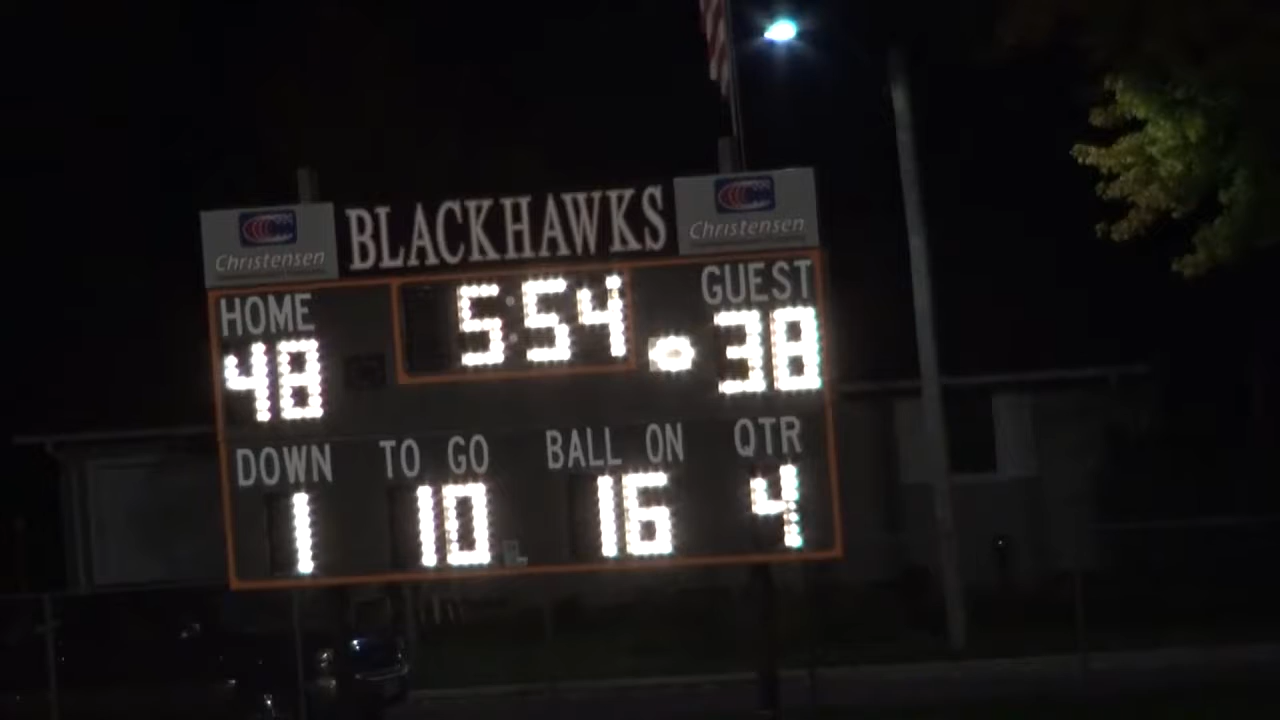 BLACKHAWKS
Christensen
Christensen
HOME 5:54 GUEST
48 38
DOWN TO GO BALL ON QTR
1 10 16 4